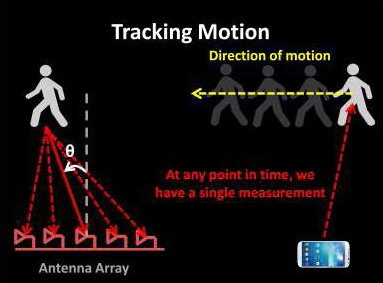 Tracking Motion
Direction of motion
θ
At any point in time, we
have a single measurement
Antenna Array